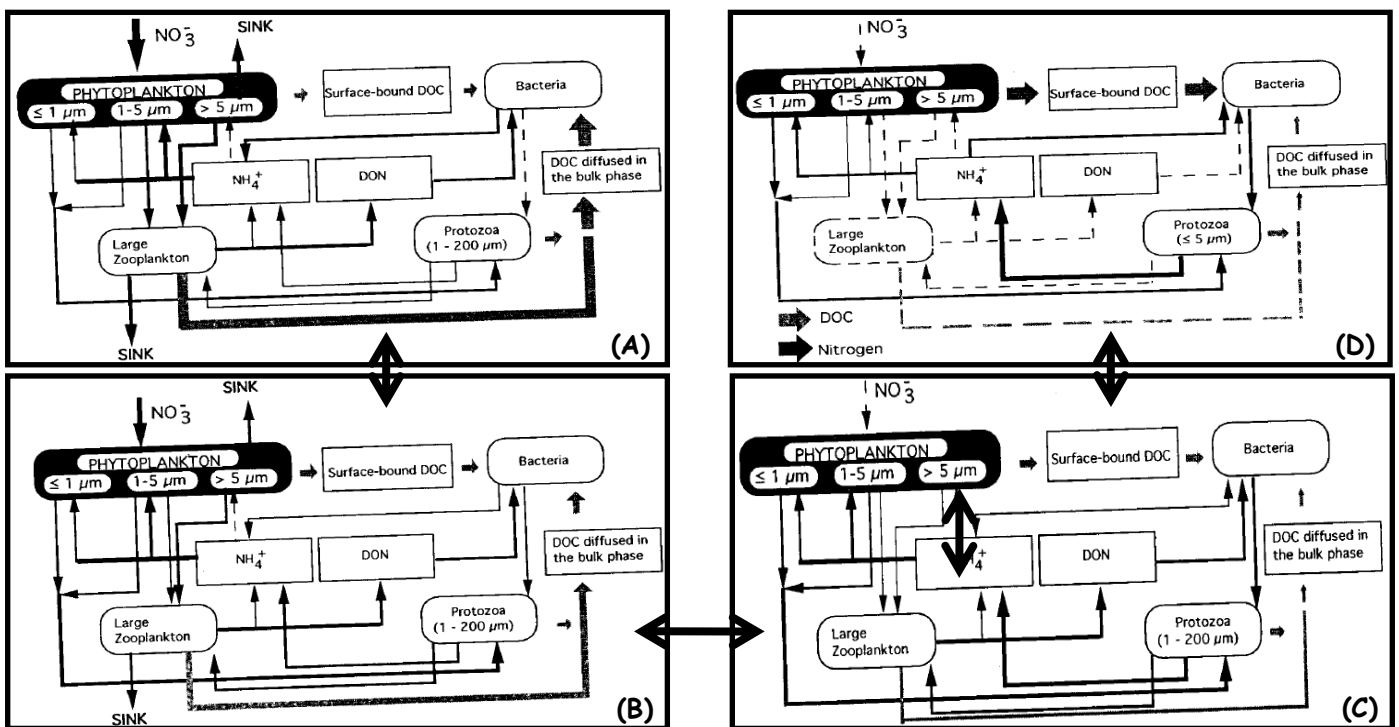 NO₃⁻
SINK
PHYTOPLANKTON
≤ 1 µm 1-5 µm > 5 µm
Surface-bound DOC
Bacteria
NH₄⁺
DON
DOC diffused in
the bulk phase
Large
Zooplankton
Protozoa
(1 - 200 µm)
SINK
(A)
NO₃⁻
PHYTOPLANKTON
≤ 1 µm 1-5 µm > 5 µm
Surface-bound DOC
Bacteria
NH₄⁺
DON
DOC diffused in
the bulk phase
Large
Zooplankton
Protozoa
(≤ 5 µm)
DOC
Nitrogen
(D)
NO₃⁻
SINK
PHYTOPLANKTON
≤ 1 µm 1-5 µm > 5 µm
Surface-bound DOC
Bacteria
NH₄⁺
DON
DOC diffused in
the bulk phase
Large
Zooplankton
Protozoa
(1 - 200 µm)
SINK
(B)
NO₃⁻
PHYTOPLANKTON
≤ 1 µm 1-5 µm > 5 µm
Surface-bound DOC
Bacteria
NH₄⁺
DON
DOC diffused in
the bulk phase
Large
Zooplankton
Protozoa
(1 - 200 µm)
(C)